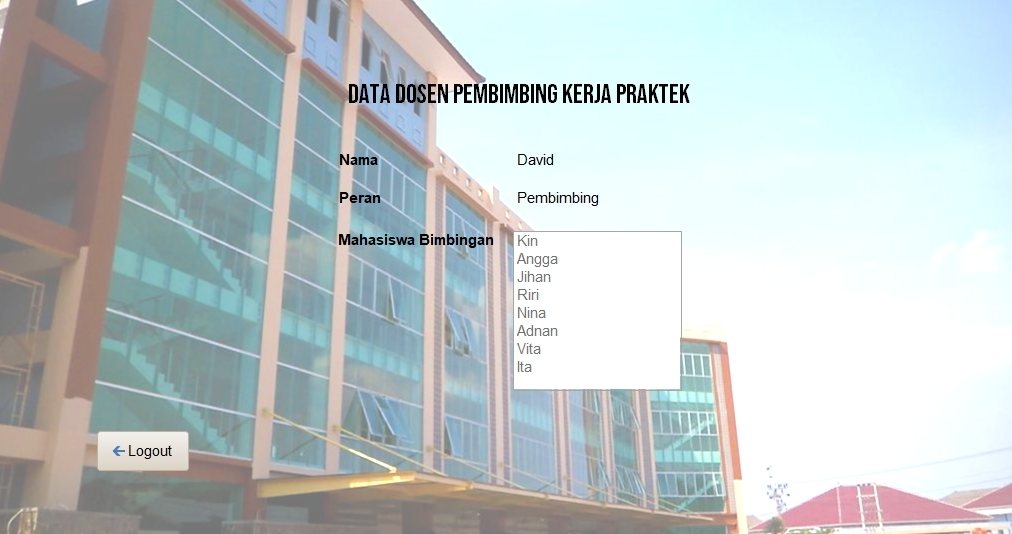 DATA DOSEN PEMBIMBING KERJA PRAKTEK
Nama David
Peran Pembimbing
Mahasiswa Bimbingan Kin
Angga
Jihan
Riri
Nina
Adnan
Vita
Ita
Logout